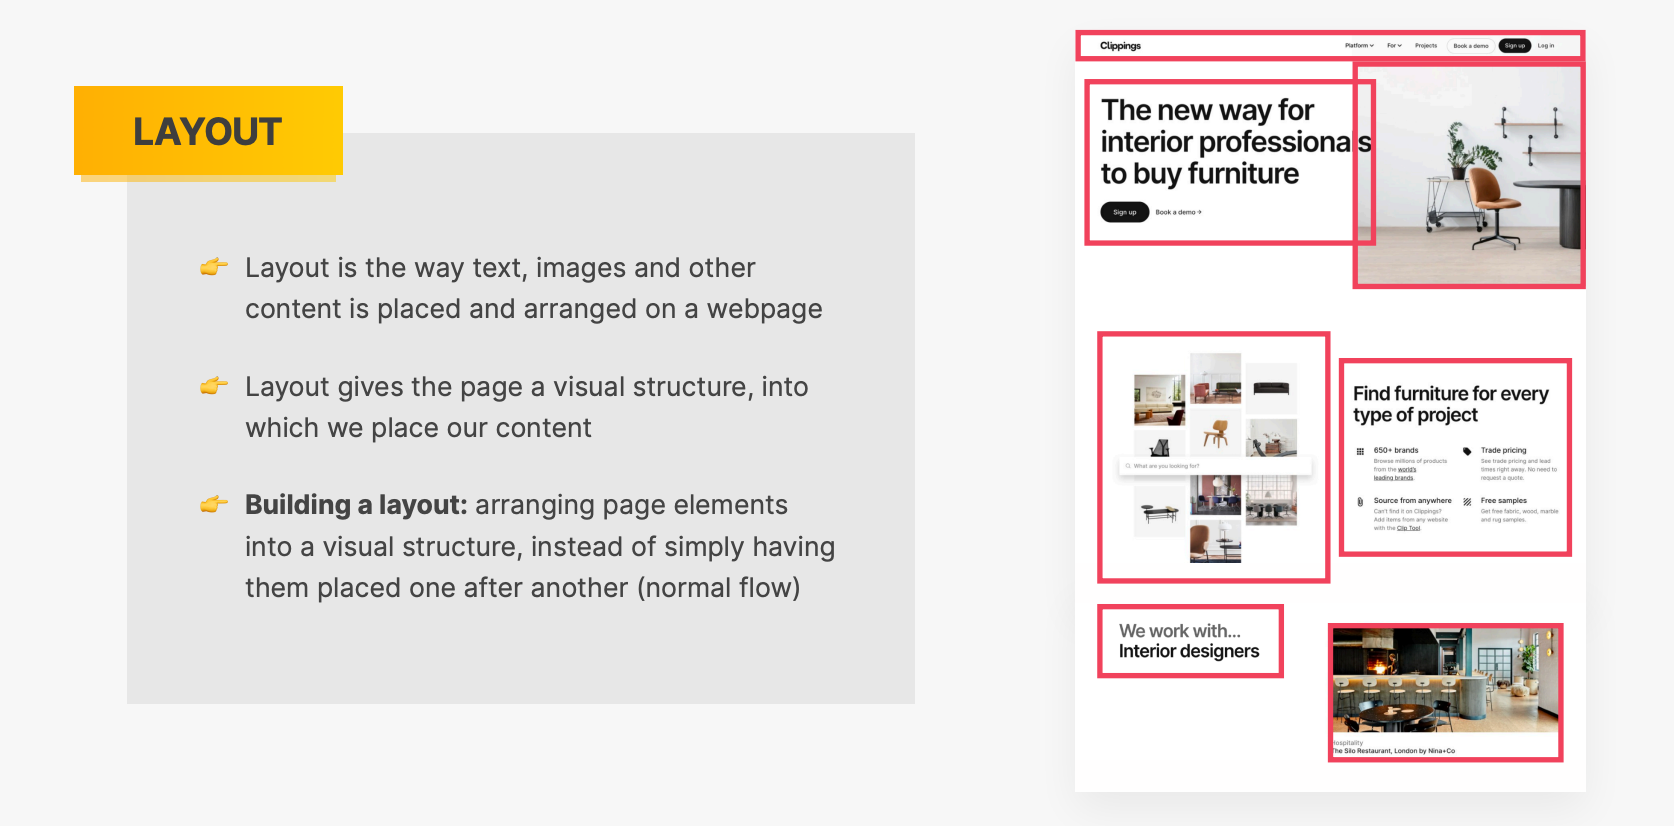 LAYOUT
Layout is the way text, images and other
content is placed and arranged on a webpage
Layout gives the page a visual structure, into
which we place our content
Building a layout: arranging page elements
into a visual structure, instead of simply having
them placed one after another (normal flow)
Clippings
Platform For Projects Book a demo Sign up Log in
The new way for
interior professionals
to buy furniture
Sign up Book a demo →
What are you looking for?
Find furniture for every
type of project
650+ brands
Browse millions of products
from the world's
leading brands.
Trade pricing
See trade pricing and lead
times right away. No need to
request a quote.
Source from anywhere
Can't find it on Clippings?
Add items from any website
with the Clip Tool.
Free samples
Get free fabric, wood, marble
and rug samples.
We work with...
Interior designers
Hospitality
The Silo Restaurant, London by Nina+Co